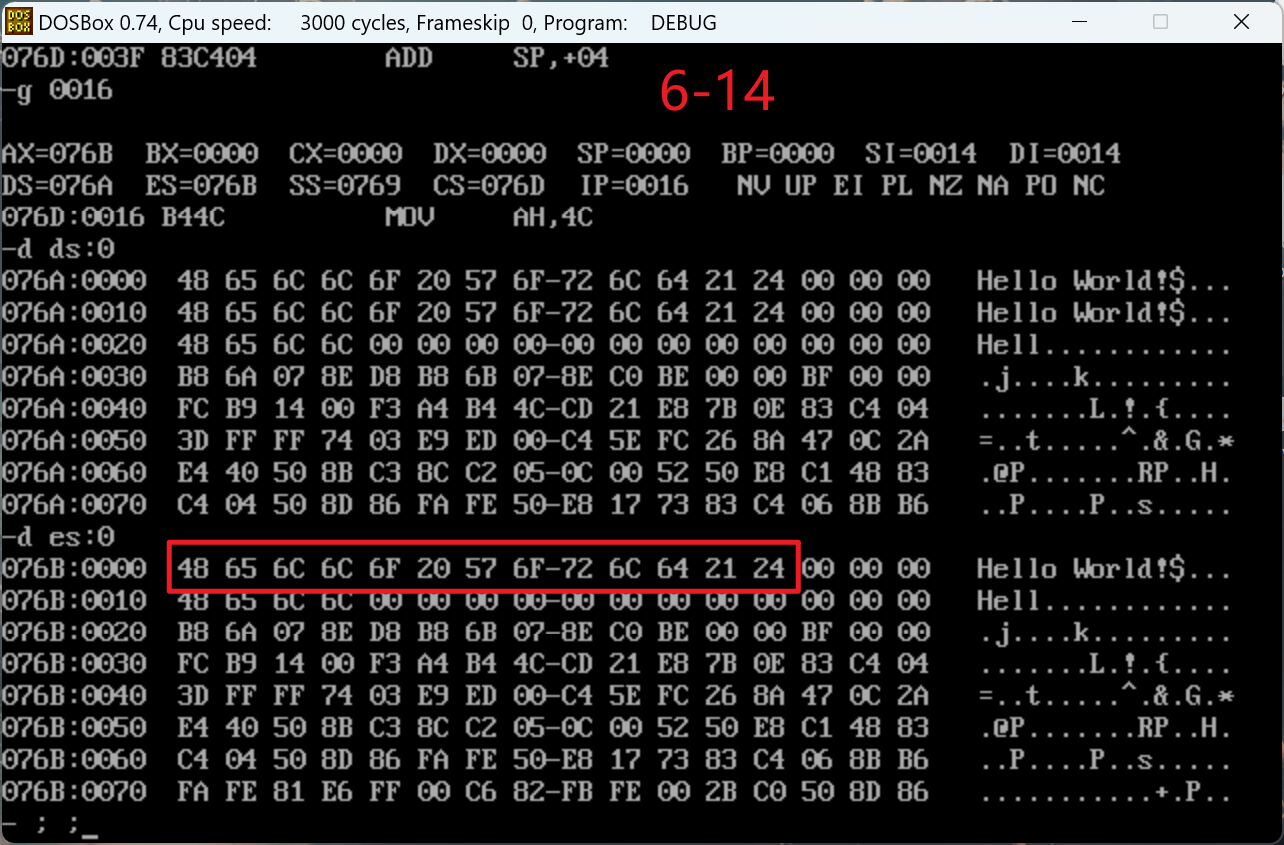 DOSBox 0.74, Cpu speed: 3000 cycles, Frameskip 0, Program: DEBUG
076D:003F 83C404 ADD SP,+04
-g 0016
6-14
AX=076B BX=0000 CX=0000 DX=0000 SP=0000 BP=0000 SI=0014 DI=0014
DS=076A ES=076B SS=0769 CS=076D IP=0016 NV UP EI PL NZ NA PO NC
076D:0016 B44C MOV AH,4C
-d ds:0
076A:0000 48 65 6C 6C 6F 20 57 6F-72 6C 64 21 24 00 00 00 Hello World!$...
076A:0010 48 65 6C 6C 6F 20 57 6F-72 6C 64 21 24 00 00 00 Hello World!$...
076A:0020 48 65 6C 6C 00 00 00 00-00 00 00 00 00 00 00 00 Hell............
076A:0030 B8 6A 07 8E D8 B8 6B 07-8E C0 BE 00 00 BF 00 00 .j....k.........
076A:0040 FC B9 14 00 F3 A4 B4 4C-CD 21 E8 7B 0E 83 C4 04 .......L.!.{....
076A:0050 3D FF FF 74 03 E9 ED 00-C4 5E FC 26 8A 47 0C 2A =..t.....^.&.G.*
076A:0060 E4 40 50 8B C3 8C C2 05-0C 00 52 50 E8 C1 48 83 .@P.......RP..H.
076A:0070 C4 04 50 8D 86 FA FE 50-E8 17 73 83 C4 06 8B B6 ..P....P..s.....
-d es:0
076B:0000 48 65 6C 6C 6F 20 57 6F-72 6C 64 21 24 00 00 00 Hello World!$...
076B:0010 48 65 6C 6C 00 00 00 00-00 00 00 00 00 00 00 00 Hell............
076B:0020 B8 6A 07 8E D8 B8 6B 07-8E C0 BE 00 00 BF 00 00 .j....k.........
076B:0030 FC B9 14 00 F3 A4 B4 4C-CD 21 E8 7B 0E 83 C4 04 .......L.!.{....
076B:0040 3D FF FF 74 03 E9 ED 00-C4 5E FC 26 8A 47 0C 2A =..t.....^.&.G.*
076B:0050 E4 40 50 8B C3 8C C2 05-0C 00 52 50 E8 C1 48 83 .@P.......RP..H.
076B:0060 C4 04 50 8D 86 FA FE 50-E8 17 73 83 C4 06 8B B6 ..P....P..s.....
076B:0070 FA FE 81 E6 FF 00 C6 82-FB FE 00 2B C0 50 8D 86 ...........+.P..
- ; ;_